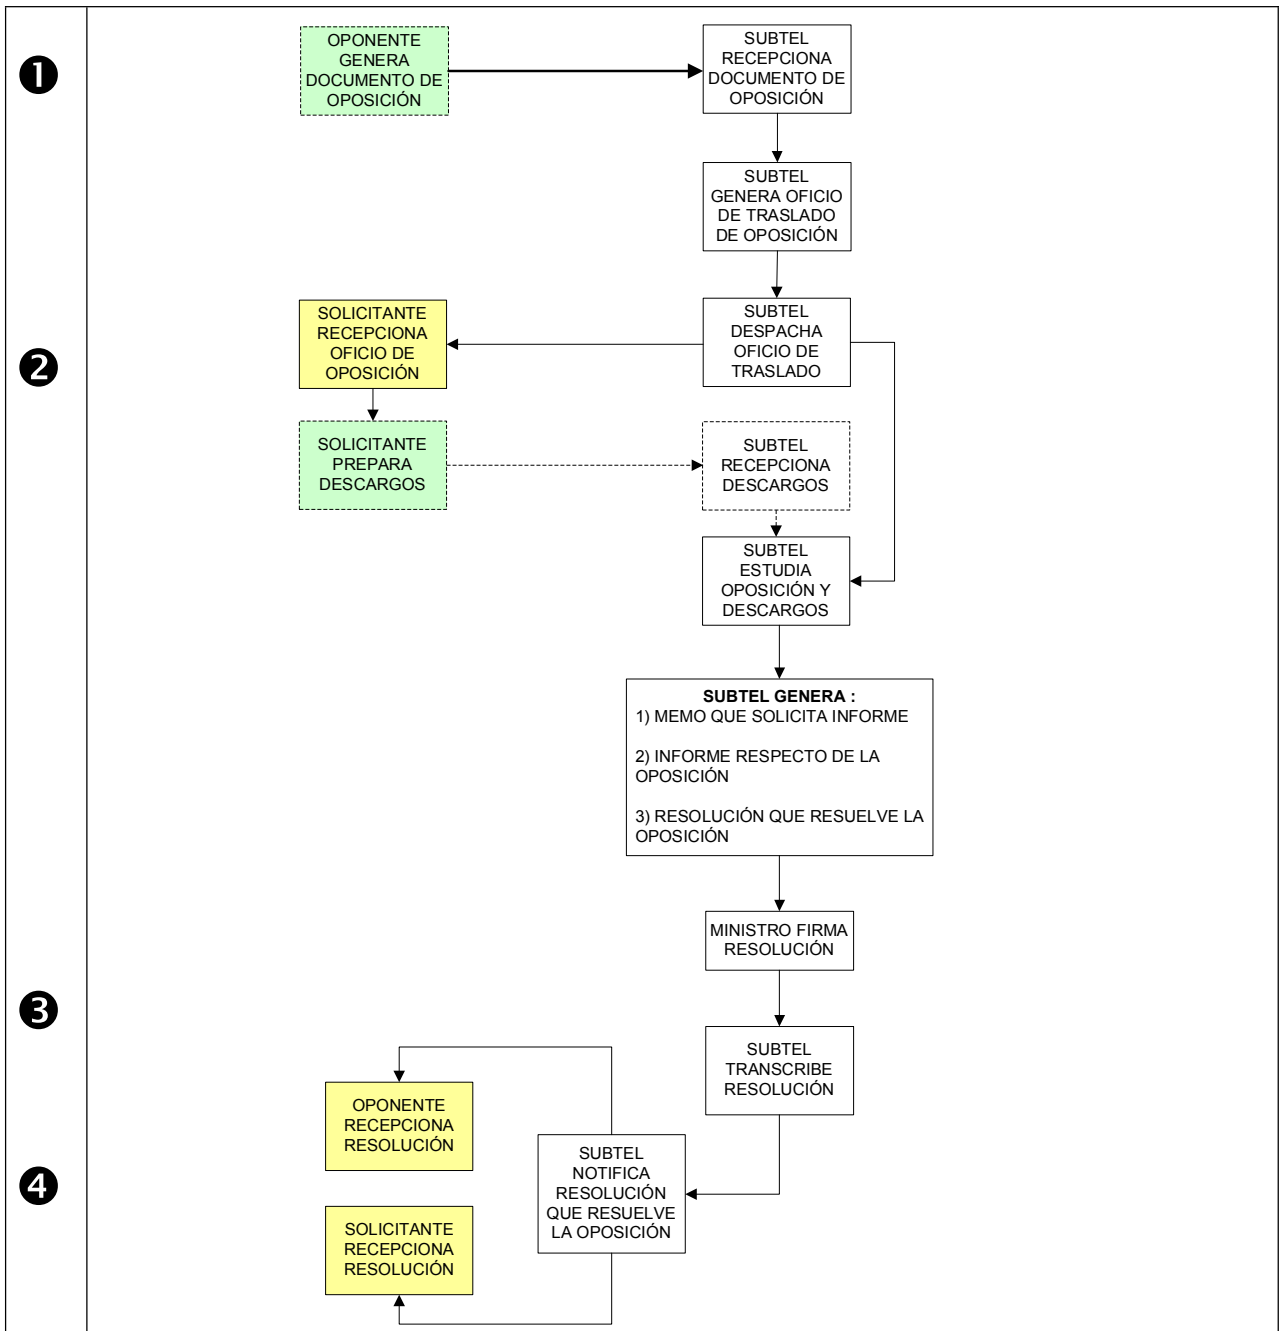 ❶
OPONENTE
GENERA
DOCUMENTO DE
OPOSICIÓN
SUBTEL
RECEPCIONA
DOCUMENTO DE
OPOSICIÓN
SUBTEL
GENERA OFICIO
DE TRASLADO
DE OPOSICIÓN
❷
SOLICITANTE
RECEPCIONA
OFICIO DE
OPOSICIÓN
SUBTEL
DESPACHA
OFICIO DE
TRASLADO
SOLICITANTE
PREPARA
DESCARGOS
SUBTEL
RECEPCIONA
DESCARGOS
SUBTEL
ESTUDIA
OPOSICIÓN Y
DESCARGOS
SUBTEL GENERA :
1) MEMO QUE SOLICITA INFORME
2) INFORME RESPECTO DE LA
OPOSICIÓN
3) RESOLUCIÓN QUE RESUELVE LA
OPOSICIÓN
MINISTRO FIRMA
RESOLUCIÓN
❸
SUBTEL
TRANSCRIBE
RESOLUCIÓN
OPONENTE
RECEPCIONA
RESOLUCIÓN
❹
SUBTEL
NOTIFICA
RESOLUCIÓN
QUE RESUELVE
LA OPOSICIÓN
SOLICITANTE
RECEPCIONA
RESOLUCIÓN